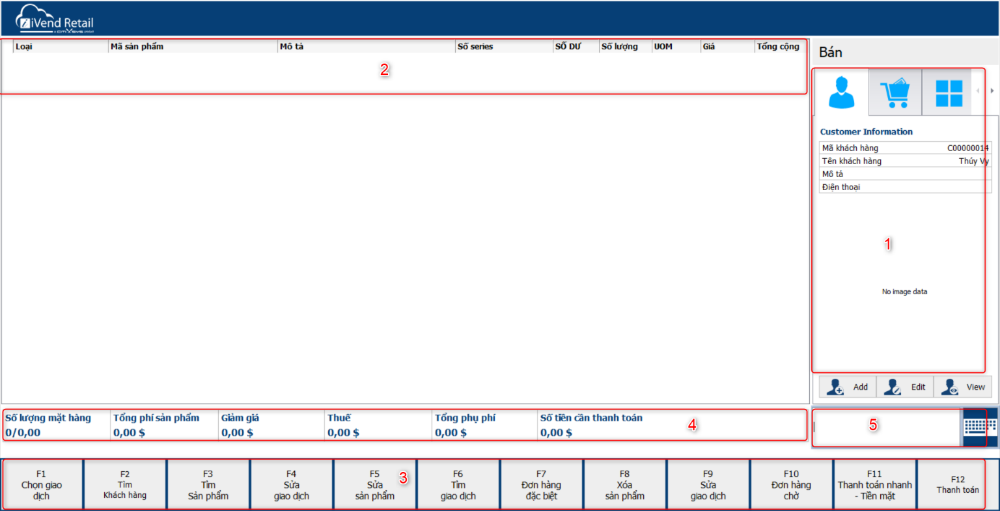 iVend Retail
a CITIXSYS product
Loại Mã sản phẩm Mô tả Số series SỐ DƯ Số lượng UOM Giá Tổng cộng
2
Bán
Customer Information
Mã khách hàng C00000014
Tên khách hàng Thúy Vy
Mô tả
Điện thoại
1
No image data
Add Edit View
Số lượng mặt hàng Tổng phí sản phẩm Giảm giá Thuế Tổng phụ phí Số tiền cần thanh toán
0/0,00 0,00 $ 0,00 $ 0,00 $ 0,00 $ 0,00 $
4
5
F1
Chọn giao
dịch
F2
Tìm
Khách hàng
F3
Tìm
Sản phẩm
F4
Sửa
giao dịch
F5
Sửa
sản phẩm
3
F6
Tìm
giao dịch
F7
Đơn hàng
đặc biệt
F8
Xóa
sản phẩm
F9
Sửa
giao dịch
F10
Đơn hàng
chờ
F11
Thanh toán nhanh
- Tiền mặt
F12
Thanh toán